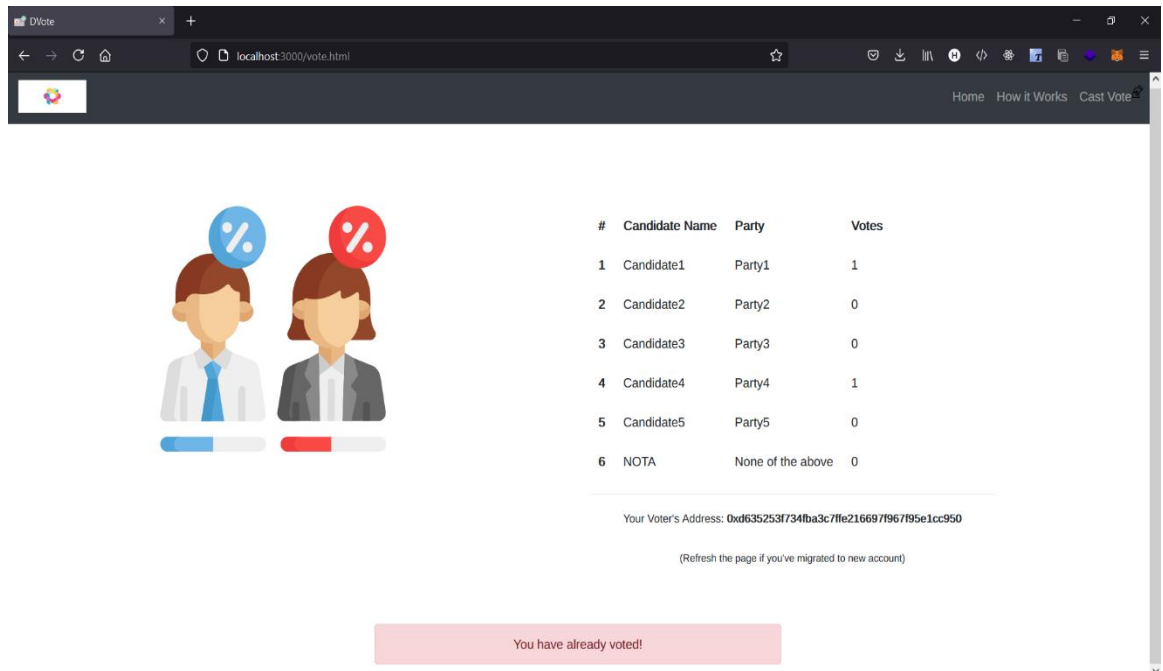 DVote
localhost:3000/vote.html
Home How it Works Cast Vote
# Candidate Name Party Votes
1 Candidate1 Party1 1
2 Candidate2 Party2 0
3 Candidate3 Party3 0
4 Candidate4 Party4 1
5 Candidate5 Party5 0
6 NOTA None of the above 0
Your Voter's Address: 0xd635253f734fba3c7ffe216697f967f95e1cc950
(Refresh the page if you've migrated to new account)
You have already voted!